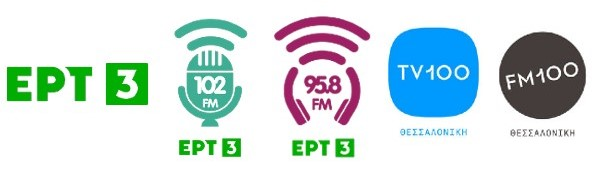 ΕΡΤ 3
102
FM
ΕΡΤ 3
95.8
FM
ΕΡΤ 3
TV100
ΘΕΣΣΑΛΟΝΙΚΗ
FM100
ΘΕΣΣΑΛΟΝΙΚΗ